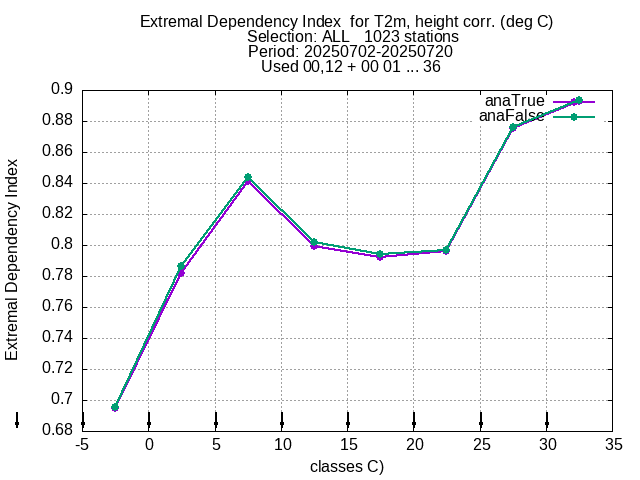 Extremal Dependency Index  for T2m, height corr. (deg C)
Selection: ALL   1023 stations
Period: 20250702-20250720
Used 00,12 + 00 01 ... 36
anaTrue
anaFalse
Extremal Dependency Index
0.9
0.88
0.86
0.84
0.82
0.8
0.78
0.76
0.74
0.72
0.7
0.68
-5 0 5 10 15 20 25 30 35
classes C)